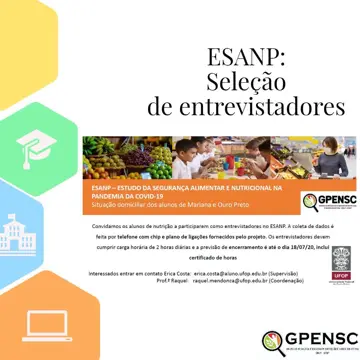 ESANP:
Seleção
de entrevistadores
ESANP – ESTUDO DA SEGURANÇA ALIMENTAR E NUTRICIONAL NA
PANDEMIA DA COVID-19
Situação domiciliar dos alunos de Mariana e Ouro Preto
GPENSC
Convidamos os alunos de nutrição a participarem como entrevistadores no ESANP. A coleta de dados é
feita por telefone com chip e plano de ligações fornecidos pelo projeto. Os entrevistadores devem
cumprir carga horária de 2 horas diárias e a previsão de encerramento é até o dia 18/07/20, inclui
certificado de horas
UFOP
Interessados entrar em contato Erica Costa: erica.costa@aluno.ufop.edu.br (Supervisão)
Prof.ª Raquel: raquel.mendonca@ufop.edu.br (Coordenação)
GPENSC